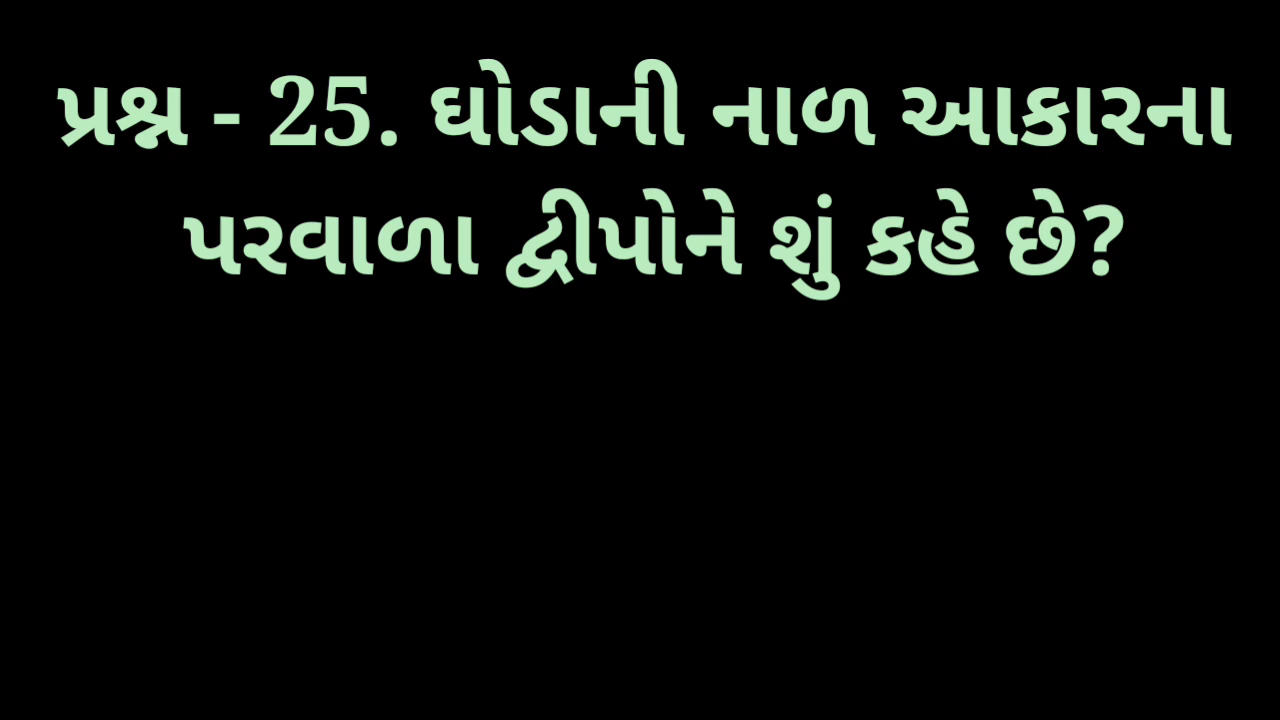 પ્રશ્ન - 25. ઘોડાની નાળ આકારના
પરવાળા દ્વીપોને શું કહે છે?